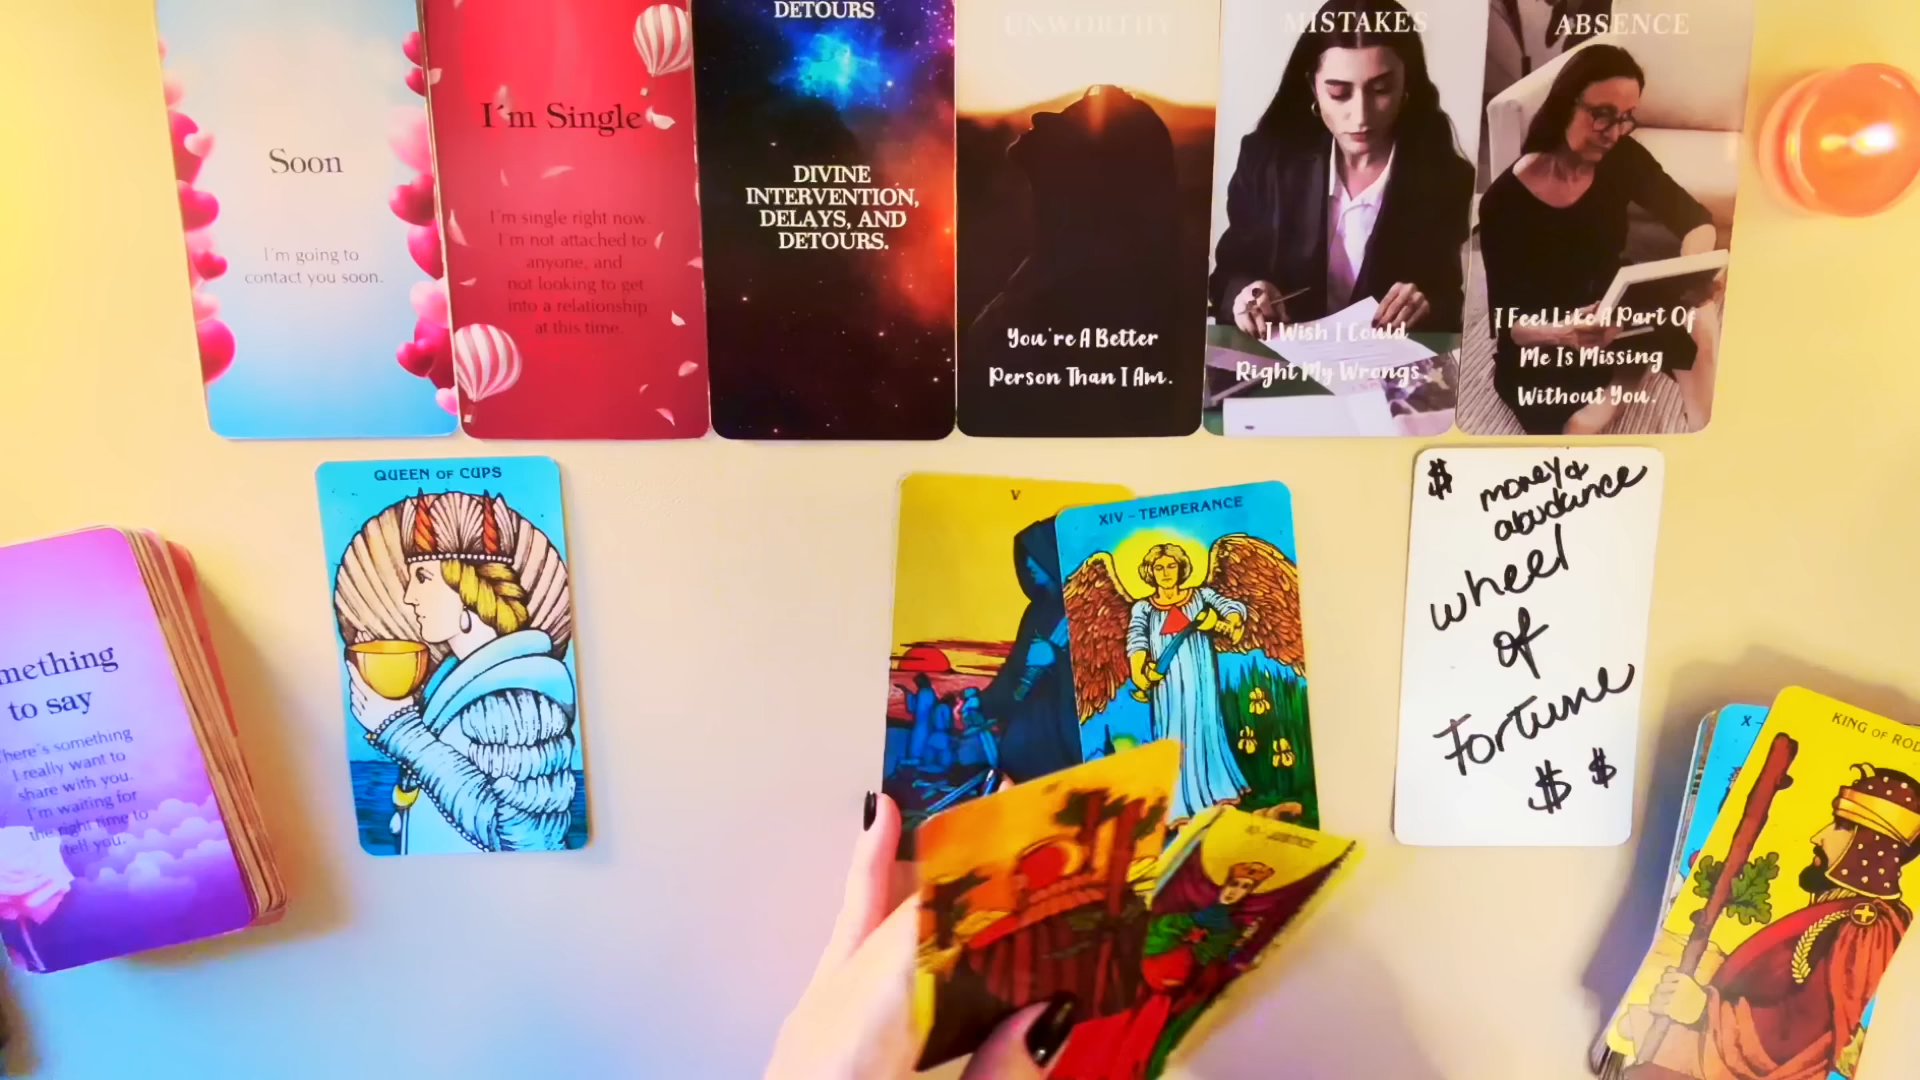 Soon
I'm going to
contact you soon.
I'm Single
I'm single right now.
I'm not attached to
anyone, and
not looking to get
into a relationship
at this time.
DETOURS
DIVINE
INTERVENTION,
DELAYS, AND
DETOURS.
UNWORTHY
You're A Better
Person Than I Am.
MISTAKES
I Wish I Could
Right My Wrongs.
ABSENCE
I Feel Like A Part Of
Me Is Missing
Without You.
mething
to say
There's something
I really want to
share with you.
I'm waiting for
the right time to
tell you.
QUEEN OF CUPS
V
XIV - TEMPERANCE
$ money &
abudance
wheel
of
Fortune
$ $
X -
KING OF ROD